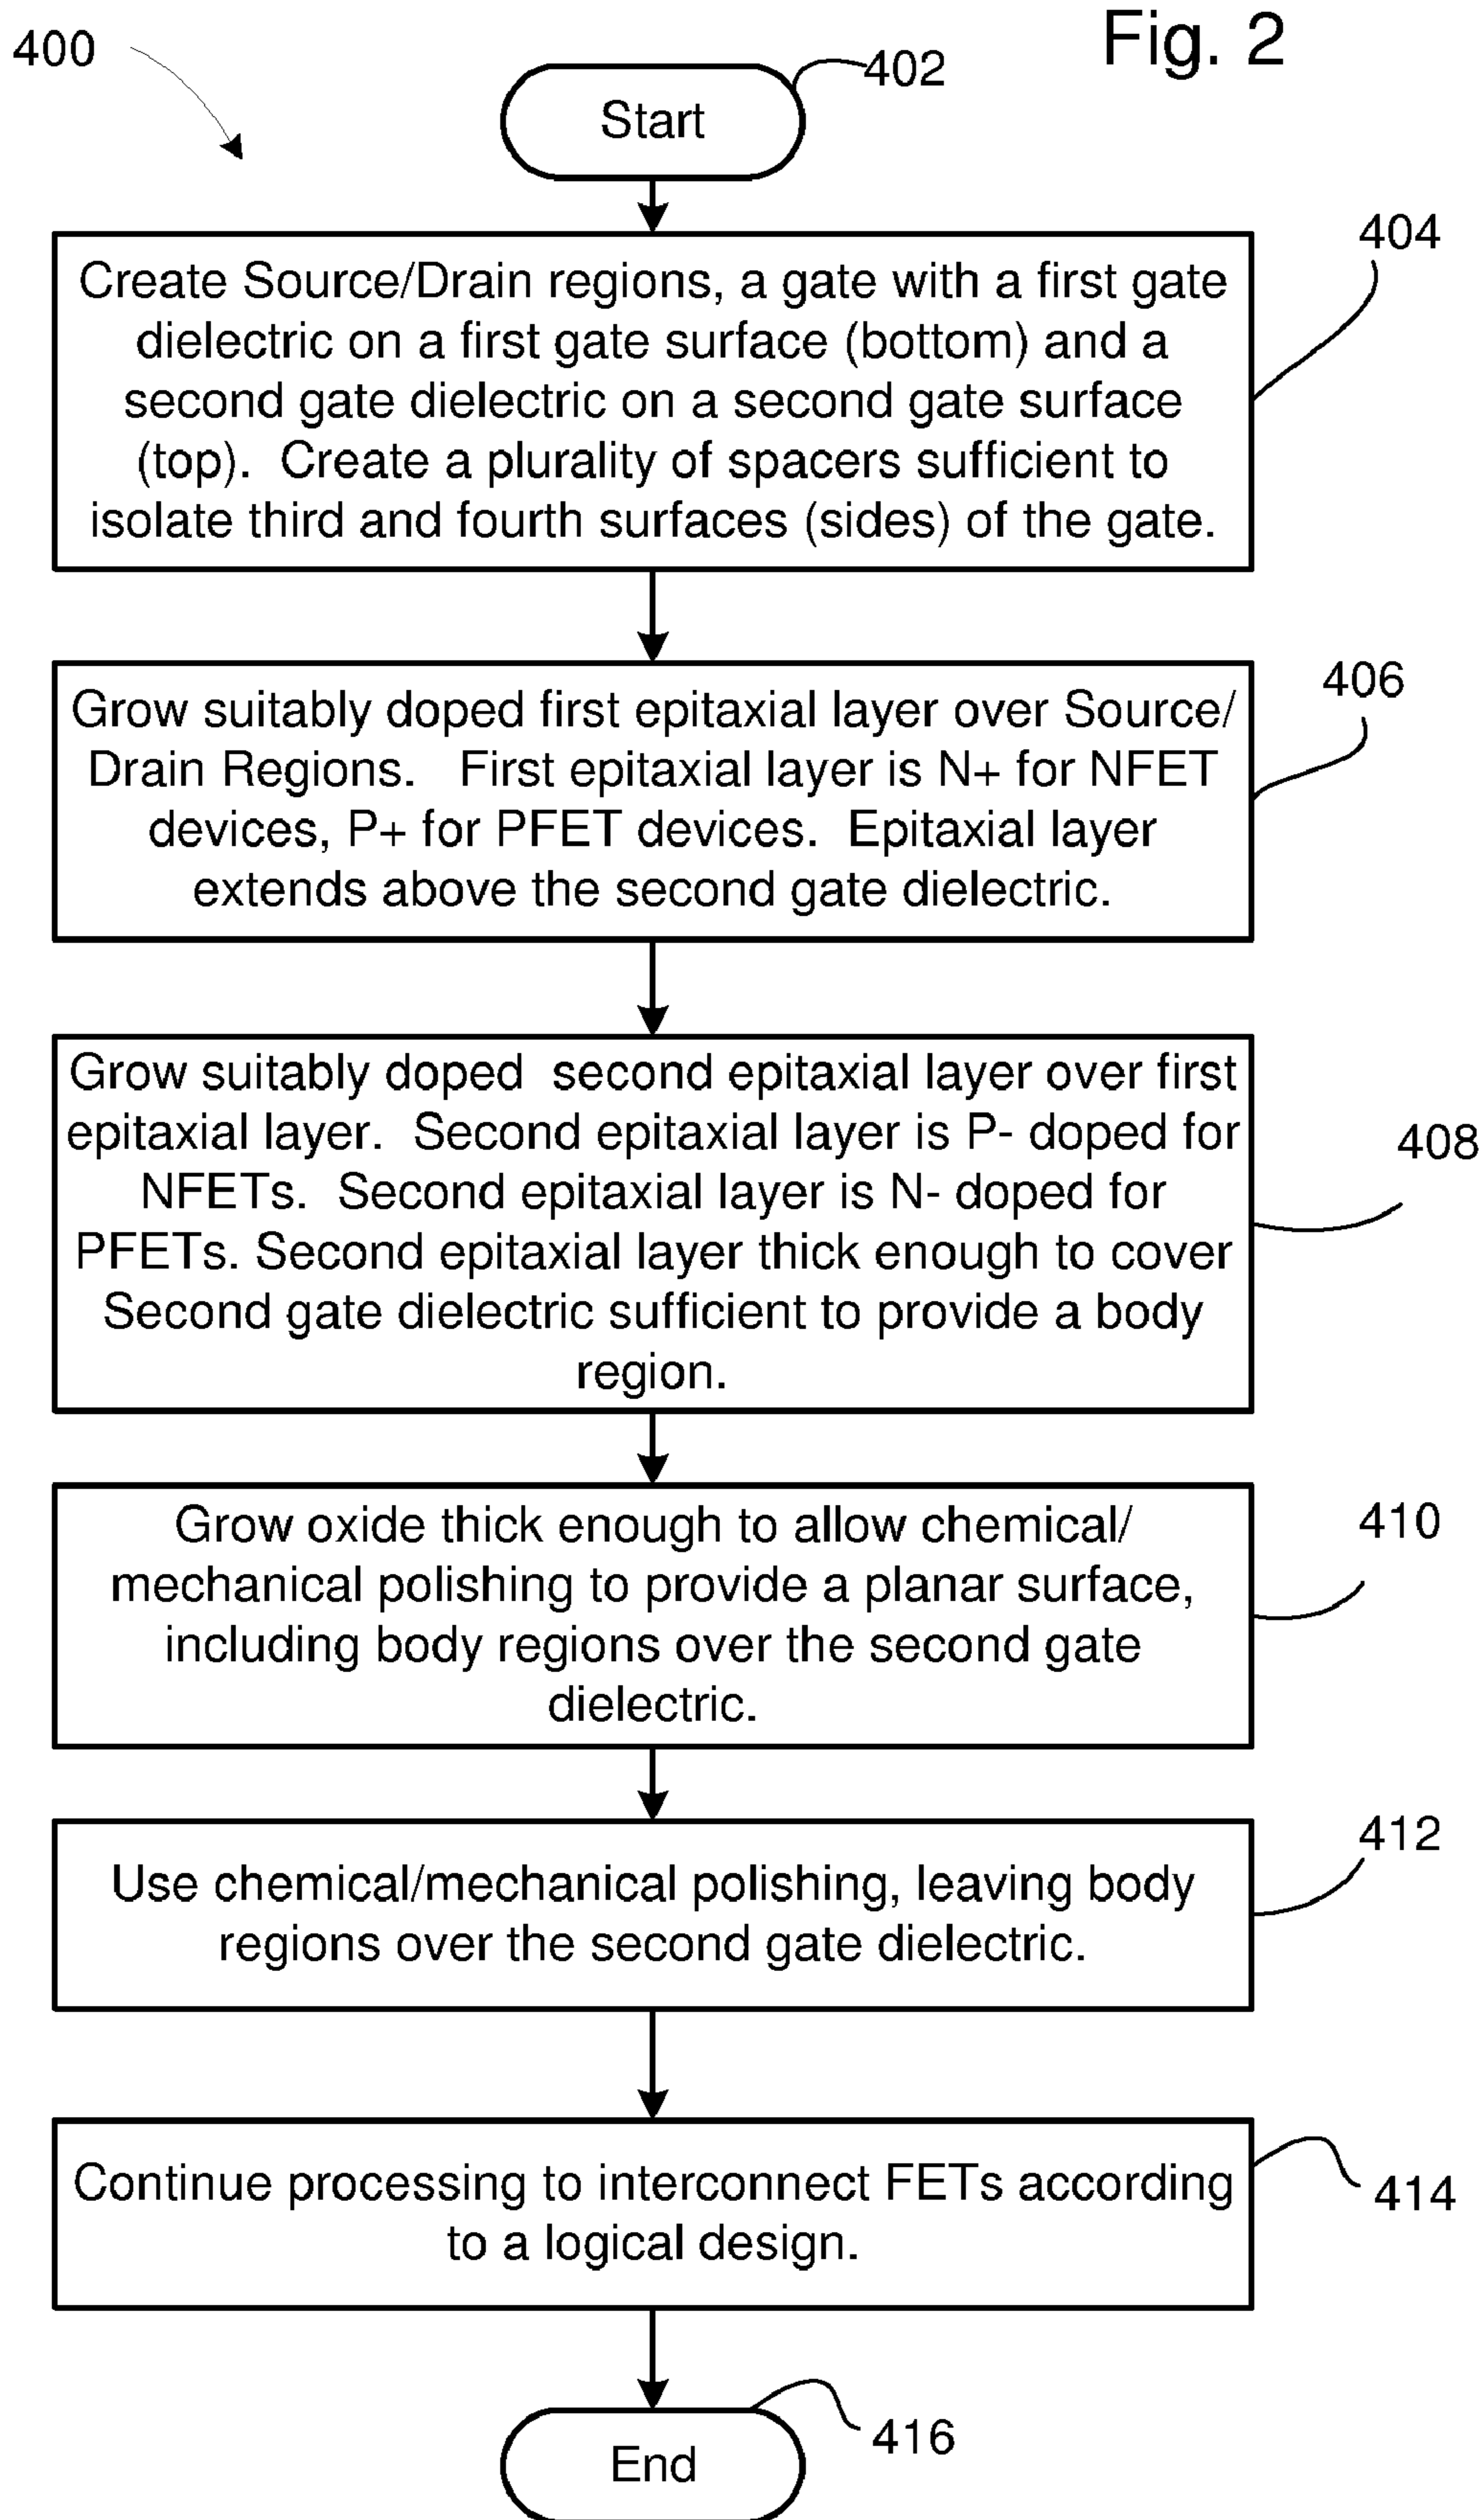 Fig. 2
400
402
Start
404
Create Source/Drain regions, a gate with a first gate
dielectric on a first gate surface (bottom) and a
second gate dielectric on a second gate surface
(top).  Create a plurality of spacers sufficient to
isolate third and fourth surfaces (sides) of the gate.
406
Grow suitably doped first epitaxial layer over Source/
Drain Regions.   First epitaxial layer is N+ for NFET
devices, P+ for PFET devices.  Epitaxial layer
extends above the second gate dielectric.
408
Grow suitably doped  second epitaxial layer over first
epitaxial layer.  Second epitaxial layer is P- doped for
NFETs.  Second epitaxial layer is N- doped for
PFETs. Second epitaxial layer thick enough to cover
Second gate dielectric sufficient to provide a body
region.
410
Grow oxide thick enough to allow chemical/
mechanical polishing to provide a planar surface,
including body regions over the second gate
dielectric.
412
Use chemical/mechanical polishing, leaving body
regions over the second gate dielectric.
414
Continue processing to interconnect FETs according
to a logical design.
416
End